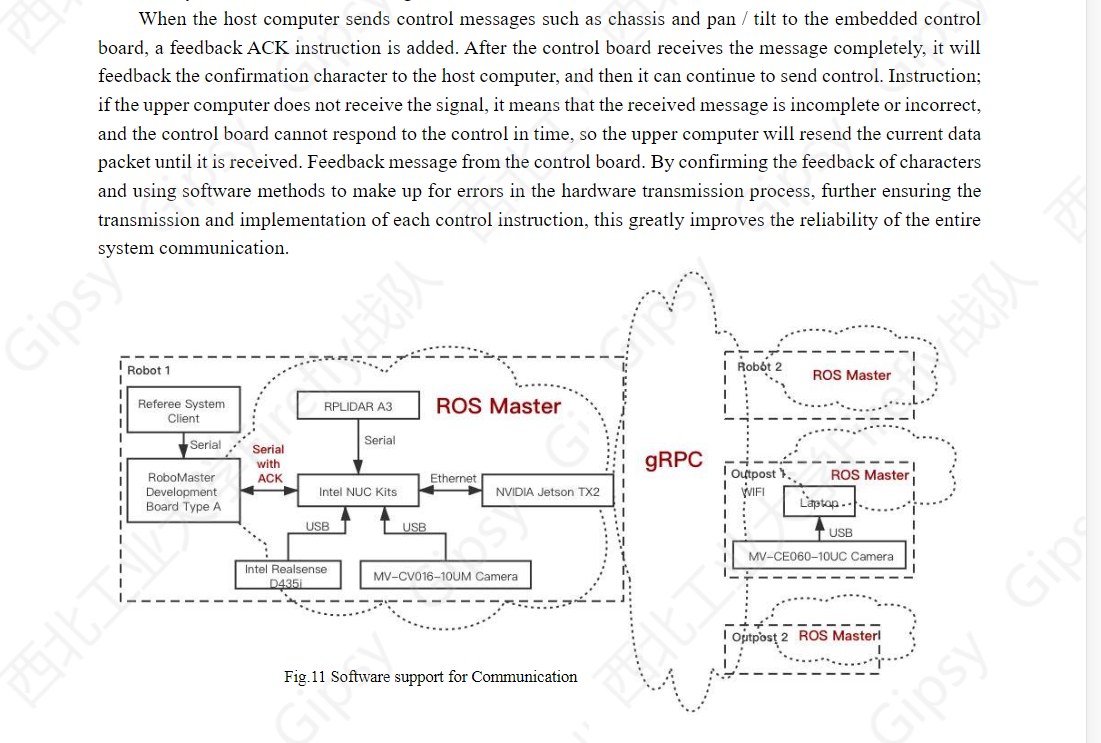 When the host computer sends control messages such as chassis and pan / tilt to the embedded control
board, a feedback ACK instruction is added. After the control board receives the message completely, it will
feedback the confirmation character to the host computer, and then it can continue to send control. Instruction;
if the upper computer does not receive the signal, it means that the received message is incomplete or incorrect,
and the control board cannot respond to the control in time, so the upper computer will resend the current data
packet until it is received. Feedback message from the control board. By confirming the feedback of characters
and using software methods to make up for errors in the hardware transmission process, further ensuring the
transmission and implementation of each control instruction, this greatly improves the reliability of the entire
system communication.
Robot 1
Referee System
Client
Serial
RoboMaster
Development
Board Type A
Serial
with
ACK
RPLIDAR A3
Serial
ROS Master
Intel NUC Kits
Ethernet
NVIDIA Jetson TX2
USB
USB
Intel Realsense
D435i
MV-CV016-10UM Camera
gRPC
Robot 2
ROS Master
Outpost 1
ROS Master
WIFI
Laptop
USB
MV-CE060-10UC Camera
Outpost 2
ROS Master
Fig.11 Software support for Communication